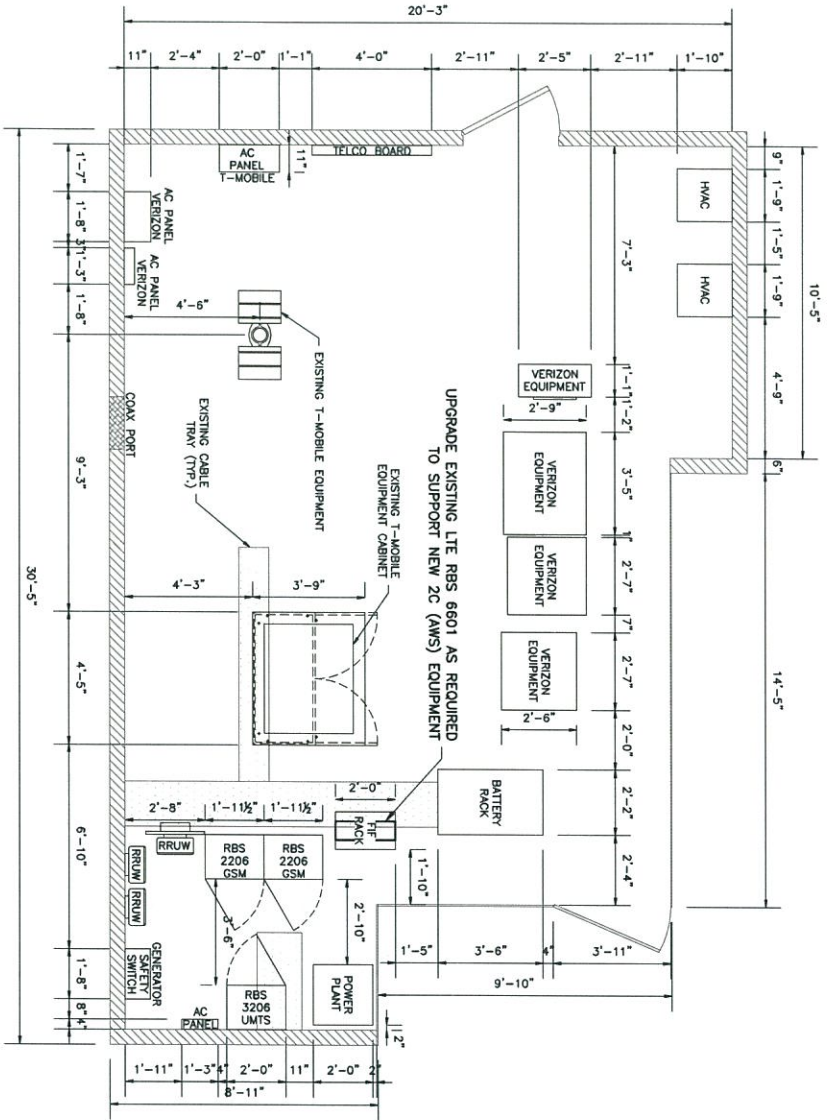 20'-3"
11"
2'-4"
2'-0"
1'-1"
4'-0"
2'-11"
2'-5"
2'-11"
1'-10"
AC
PANEL
T-MOBILE
11"
TELCO BOARD
1'-7"
1'-8"
3"
1'-3"
1'-8"
9'-3"
4'-5"
6'-10"
1'-8"
8"
4"
30'-5"
AC PANEL
VERIZON
AC PANEL
VERIZON
4'-6"
EXISTING T-MOBILE EQUIPMENT
COAX PORT
EXISTING CABLE
TRAY (TYP.)
EXISTING T-MOBILE
EQUIPMENT CABINET
UPGRADE EXISTING LTE RBS 6601 AS REQUIRED
TO SUPPORT NEW 2C (AWS) EQUIPMENT
4'-3"
3'-9"
HVAC
HVAC
9"
1'-9"
1'-5"
1'-9"
4'-9"
6"
10'-5"
14'-5"
7'-3"
1'-1"
1'-2"
3'-5"
1"
2'-7"
7"
2'-7"
2'-0"
2'-2"
2'-4"
VERIZON
EQUIPMENT
2'-9"
VERIZON
EQUIPMENT
VERIZON
EQUIPMENT
VERIZON
EQUIPMENT
2'-6"
BATTERY
RACK
2'-0"
FIF
RACK
2'-8"
1'-11½"
1'-11½"
RRUW
RRUW
RRUW
RBS
2206
GSM
RBS
2206
GSM
3'-6"
2'-10"
1'-10"
1'-5"
3'-6"
4"
3'-11"
9'-10"
GENERATOR
SAFETY
SWITCH
AC
PANEL
RBS
3206
UMTS
POWER
PLANT
2"
1'-11"
1'-3"
4"
2'-0"
11"
2'-0"
2"
8'-11"